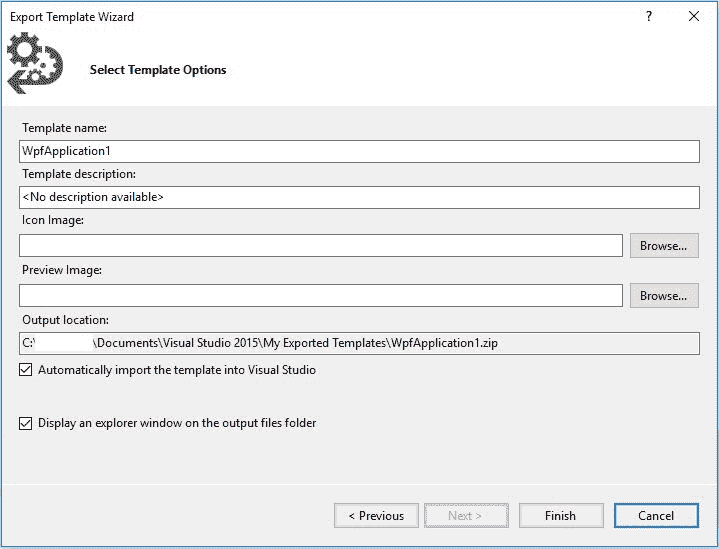 Export Template Wizard
?
Select Template Options
Template name:
WpfApplication1
Template description:
<No description available>
Icon Image:
Browse...
Preview Image:
Browse...
Output location:
C:\ \Documents\Visual Studio 2015\My Exported Templates\WpfApplication1.zip
Automatically import the template into Visual Studio
Display an explorer window on the output files folder
< Previous Next > Finish Cancel